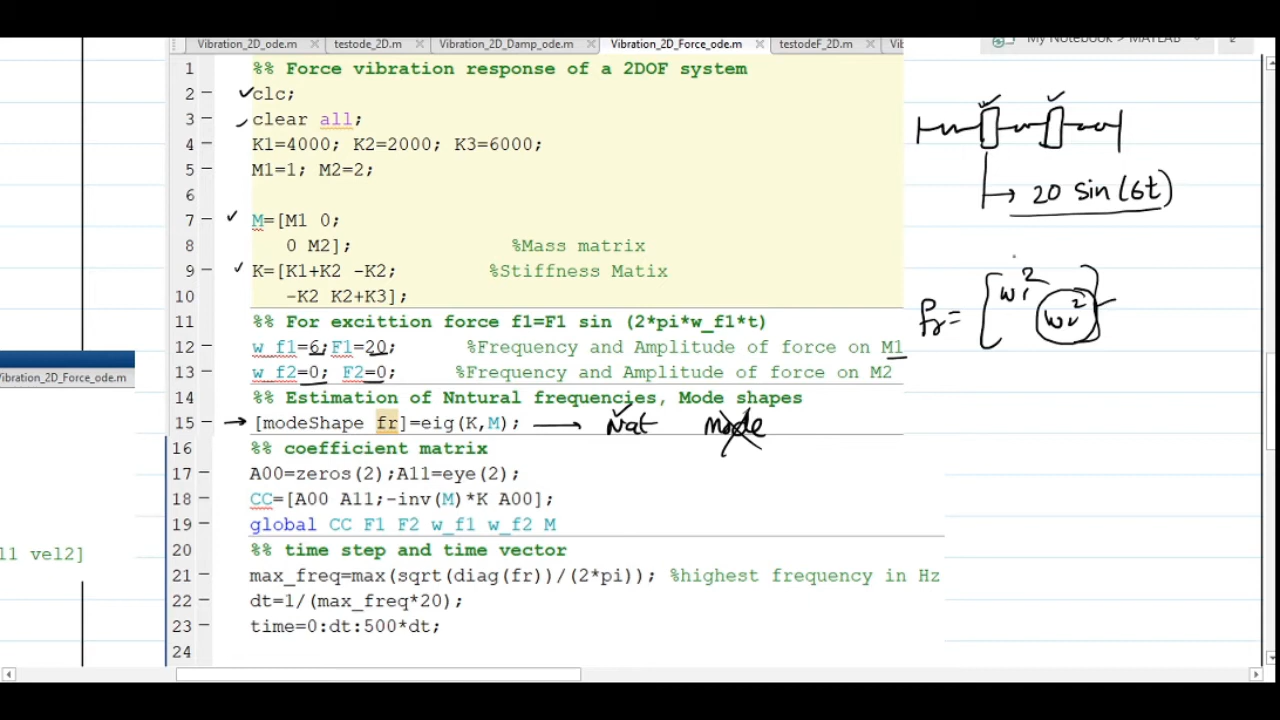 Vibration_2D_ode.m testode_2D.m Vibration_2D_Damp_ode.m Vibration_2D_Force_ode.m testodeF_2D.m Vib
My Notebook > MATLAB 2
1 %% Force vibration response of a 2DOF system
2 clc;
3 clear all;
4 K1=4000; K2=2000; K3=6000;
5 M1=1; M2=2;
6
7 M=[M1 0;
8 0 M2]; %Mass matrix
9 K=[K1+K2 -K2; %Stiffness Matix
10 -K2 K2+K3];
11 %% For excittion force f1=F1 sin (2*pi*w_f1*t)
12 w_f1=6;F1=20; %Frequency and Amplitude of force on M1
13 w_f2=0; F2=0; %Frequency and Amplitude of force on M2
14 %% Estimation of Nntural frequencies, Mode shapes
15 [modeShape fr]=eig(K,M); Nat mode
16 %% coefficient matrix
17 A00=zeros(2);A11=eye(2);
18 CC=[A00 A11;-inv(M)*K A00];
19 global CC F1 F2 w_f1 w_f2 M
20 %% time step and time vector
21 max_freq=max(sqrt(diag(fr))/(2*pi)); %highest frequency in Hz
22 dt=1/(max_freq*20);
23 time=0:dt:500*dt;
24
Vibration_2D_Force_ode.m
l1 vel2]
20 sin(6t)
fr=